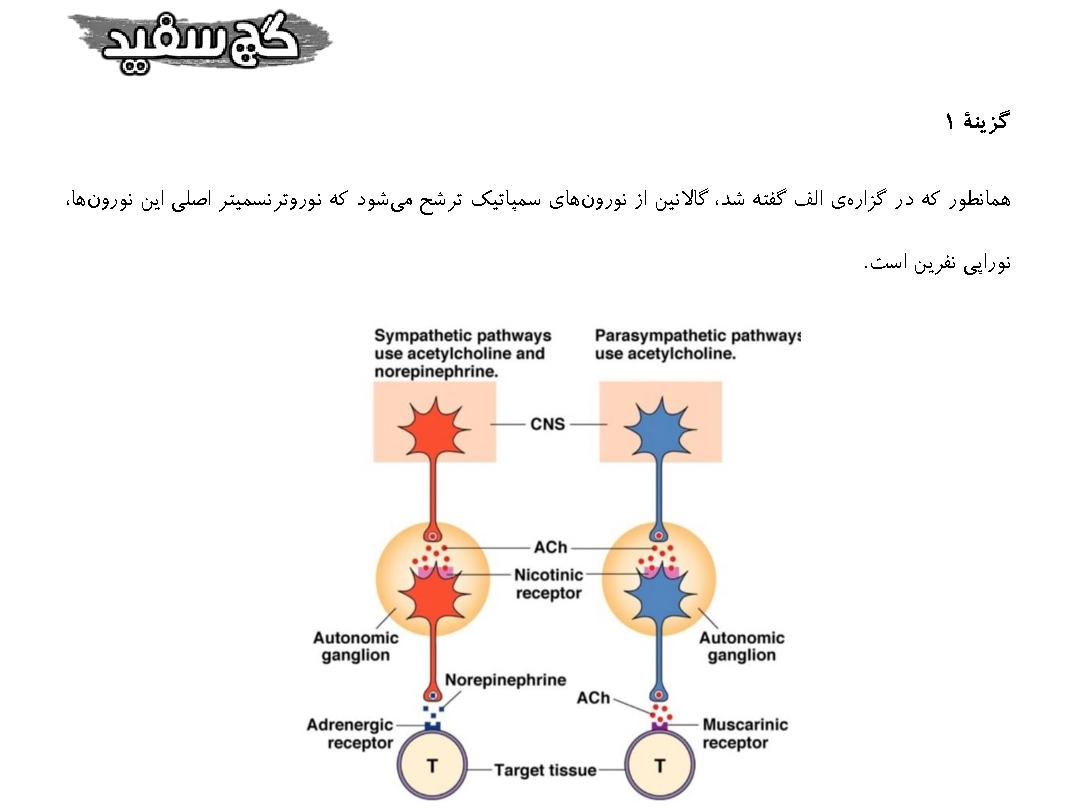 گچ سفید
گزینهٔ ۱
همانطور که در گزاره‌ی الف گفته شد، گالانین از نورون‌های سمپاتیک ترشح می‌شود که نوروترنسمیتر اصلی این نورون‌ها،
نوراپی نفرین است.
Sympathetic pathways
use acetylcholine and
norepinephrine.
Parasympathetic pathways
use acetylcholine.
CNS
ACh
Nicotinic
receptor
Autonomic
ganglion
Autonomic
ganglion
Norepinephrine
ACh
Adrenergic
receptor
Muscarinic
receptor
T
Target tissue
T